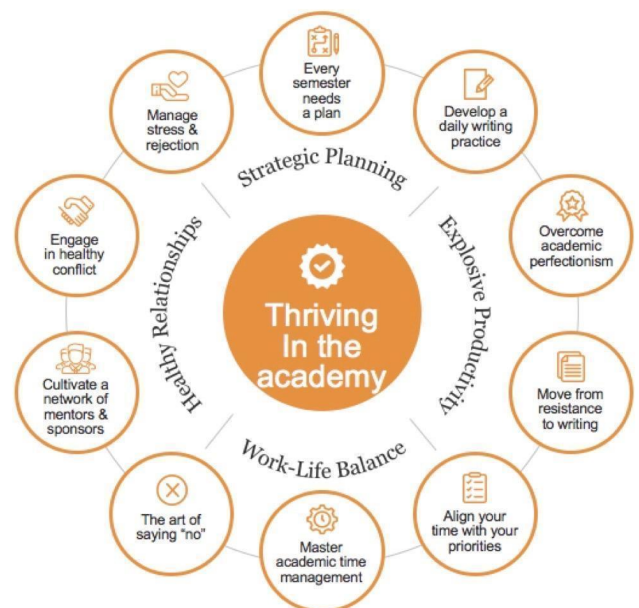 Every
semester
needs
a plan
Develop a
daily writing
practice
Overcome
academic
perfectionism
Move from
resistance
to writing
Align your
time with your
priorities
Master
academic time
management
The art of
saying “no”
Cultivate a
network of
mentors &
sponsors
Engage
in healthy
conflict
Manage
stress &
rejection
Strategic Planning
Explosive Productivity
Work-Life Balance
Healthy Relationships
Thriving
In the
academy